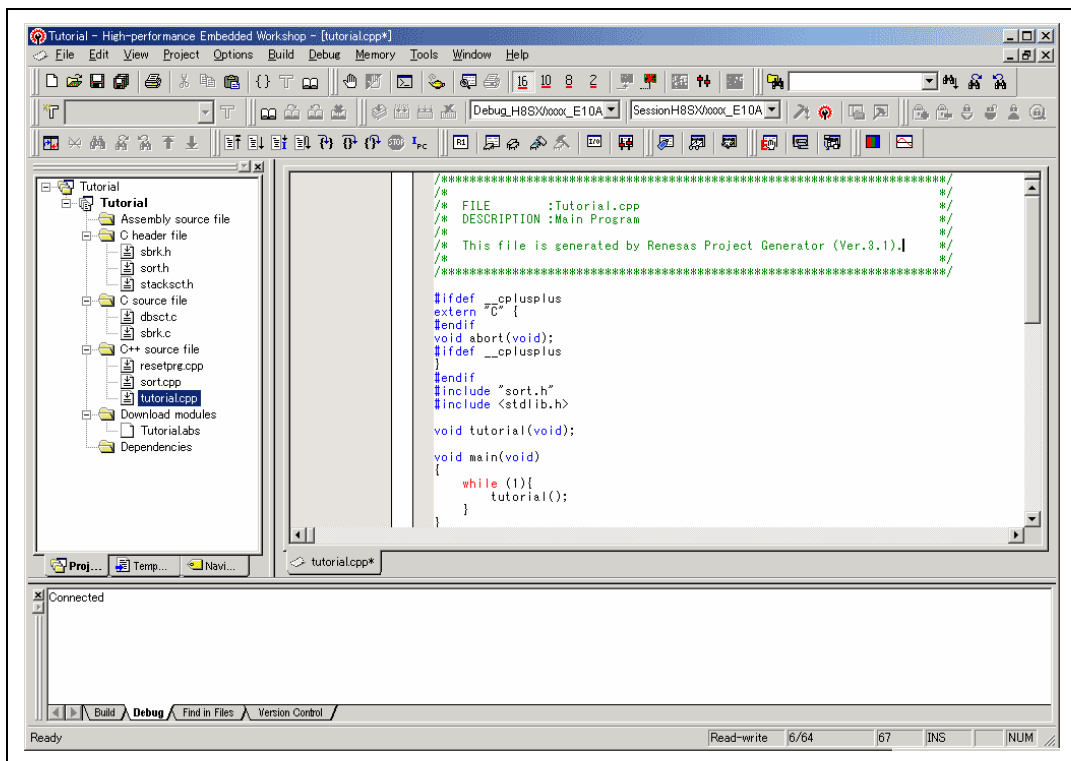 Tutorial - High-performance Embedded Workshop - [tutorial.cpp*]
File Edit View Project Options Build Debug Memory Tools Window Help
16 10 8 2
Debug_H8SX/xxxx_E10A SessionH8SX/xxxx_E10A
Tutorial
Tutorial
Assembly source file
C header file
sbrk.h
sort.h
stacksct.h
C source file
dbsct.c
sbrk.c
C++ source file
resetprg.cpp
sort.cpp
tutorial.cpp
Download modules
Tutorial.abs
Dependencies
Proj... Temp... Navi...
/***********************************************************************/
/* */
/* FILE :Tutorial.cpp */
/* DESCRIPTION :Main Program */
/* */
/* This file is generated by Renesas Project Generator (Ver.3.1). */
/* */
/***********************************************************************/
#ifdef __cplusplus
extern "C" {
#endif
void abort(void);
#ifdef __cplusplus
}
#endif
#include "sort.h"
#include <stdlib.h>
void tutorial(void);
void main(void)
{
while (1){
tutorial();
}
}
tutorial.cpp*
Connected
Build Debug Find in Files Version Control
Ready Read-write 6/64 67 INS NUM